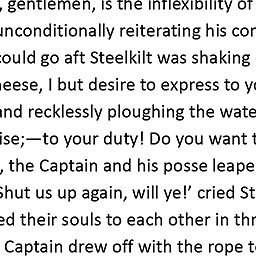 , gentlemen, is the inflexibility of
unconditionally reiterating his con
could go aft Steelkilt was shaking
heese, I but desire to express to yo
and recklessly ploughing the wate
ise;—to your duty! Do you want t
, the Captain and his posse leape
Shut us up again, will ye!’ cried St
ed their souls to each other in thr
Captain drew off with the rope t